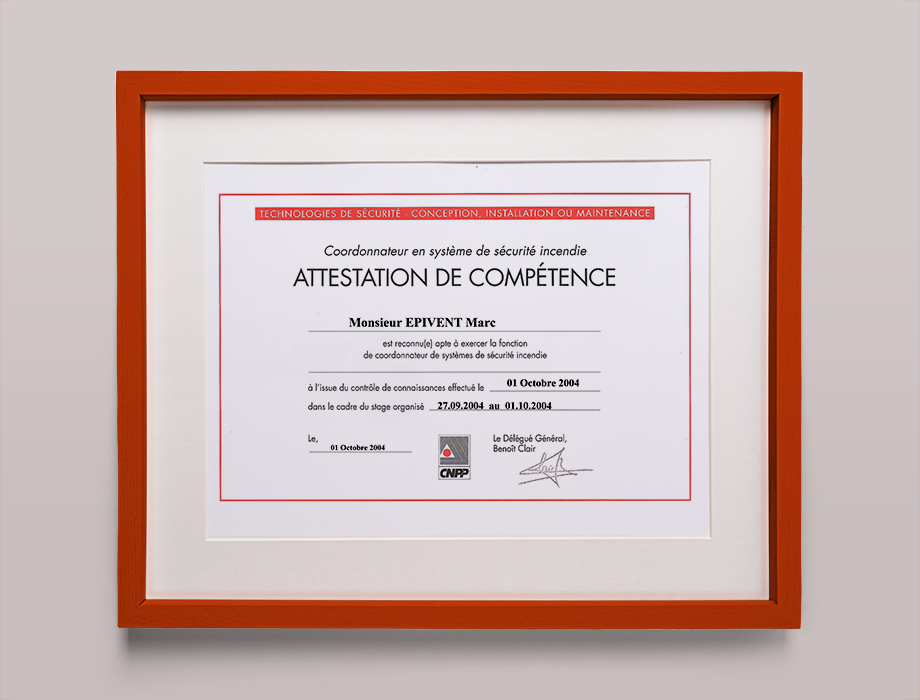 TECHNOLOGIES DE SÉCURITÉ - CONCEPTION, INSTALLATION OU MAINTENANCE
Coordonnateur en système de sécurité incendie
ATTESTATION DE COMPÉTENCE
Monsieur EPIVENT Marc
est reconnu(e) apte à exercer la fonction
de coordonnateur de systèmes de sécurité incendie
à l'issue du contrôle de connaissances effectué le 01 Octobre 2004
dans le cadre du stage organisé 27.09.2004 au 01.10.2004
Le, 01 Octobre 2004
CNPP
Le Délégué Général,
Benoît Clair